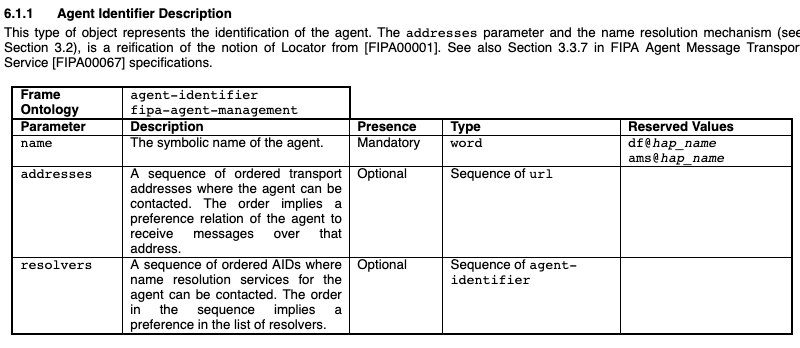 6.1.1 Agent Identifier Description
This type of object represents the identification of the agent. The addresses parameter and the name resolution mechanism (see
Section 3.2), is a reification of the notion of Locator from [FIPA00001]. See also Section 3.3.7 in FIPA Agent Message Transpor
Service [FIPA00067] specifications.
Frame agent-identifier
Ontology fipa-agent-management
Parameter Description Presence Type Reserved Values
name The symbolic name of the agent. Mandatory word df@hap_name
ams@hap_name
addresses A sequence of ordered transport Optional Sequence of url
addresses where the agent can be
contacted. The order implies a
preference relation of the agent to
receive messages over that
address.
resolvers A sequence of ordered AIDs where Optional Sequence of agent-
name resolution services for the identifier
agent can be contacted. The order
in the sequence implies a
preference in the list of resolvers.